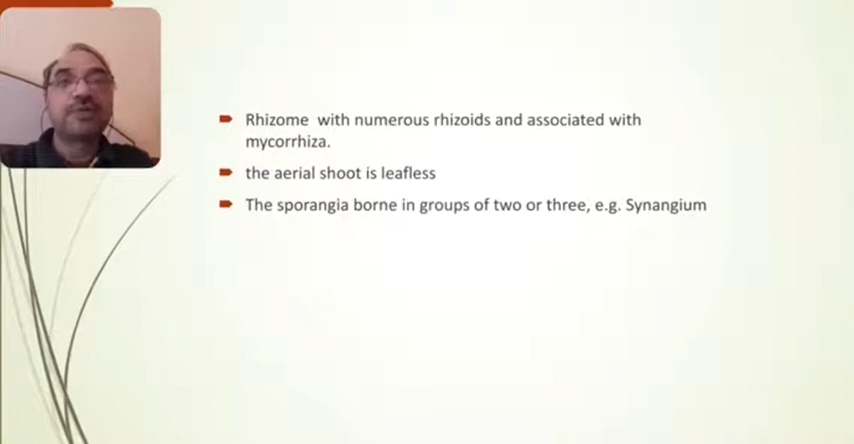 Rhizome with numerous rhizoids and associated with
mycorrhiza.
the aerial shoot is leafless
The sporangia borne in groups of two or three, e.g. Synangium